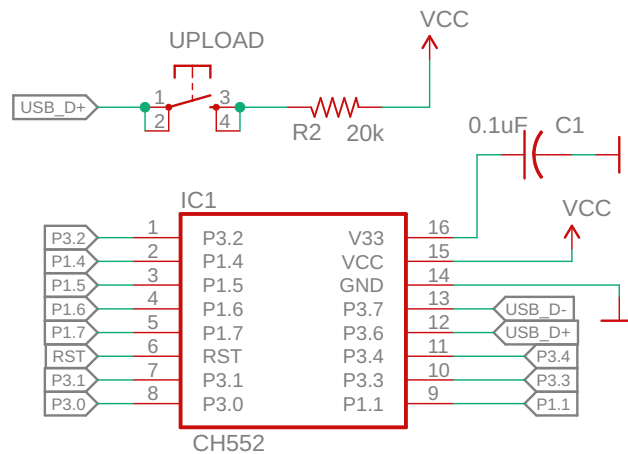 VCC
UPLOAD
USB_D+ 1 3
2 4
R2 20k
0.1uF C1
IC1
VCC
P3.2 1 P3.2 V33 16
P1.4 2 P1.4 VCC 15
P1.5 3 P1.5 GND 14
P1.6 4 P1.6 P3.7 13 USB_D-
P1.7 5 P1.7 P3.6 12 USB_D+
RST 6 RST P3.4 11 P3.4
P3.1 7 P3.1 P3.3 10 P3.3
P3.0 8 P3.0 P1.1 9 P1.1
CH552